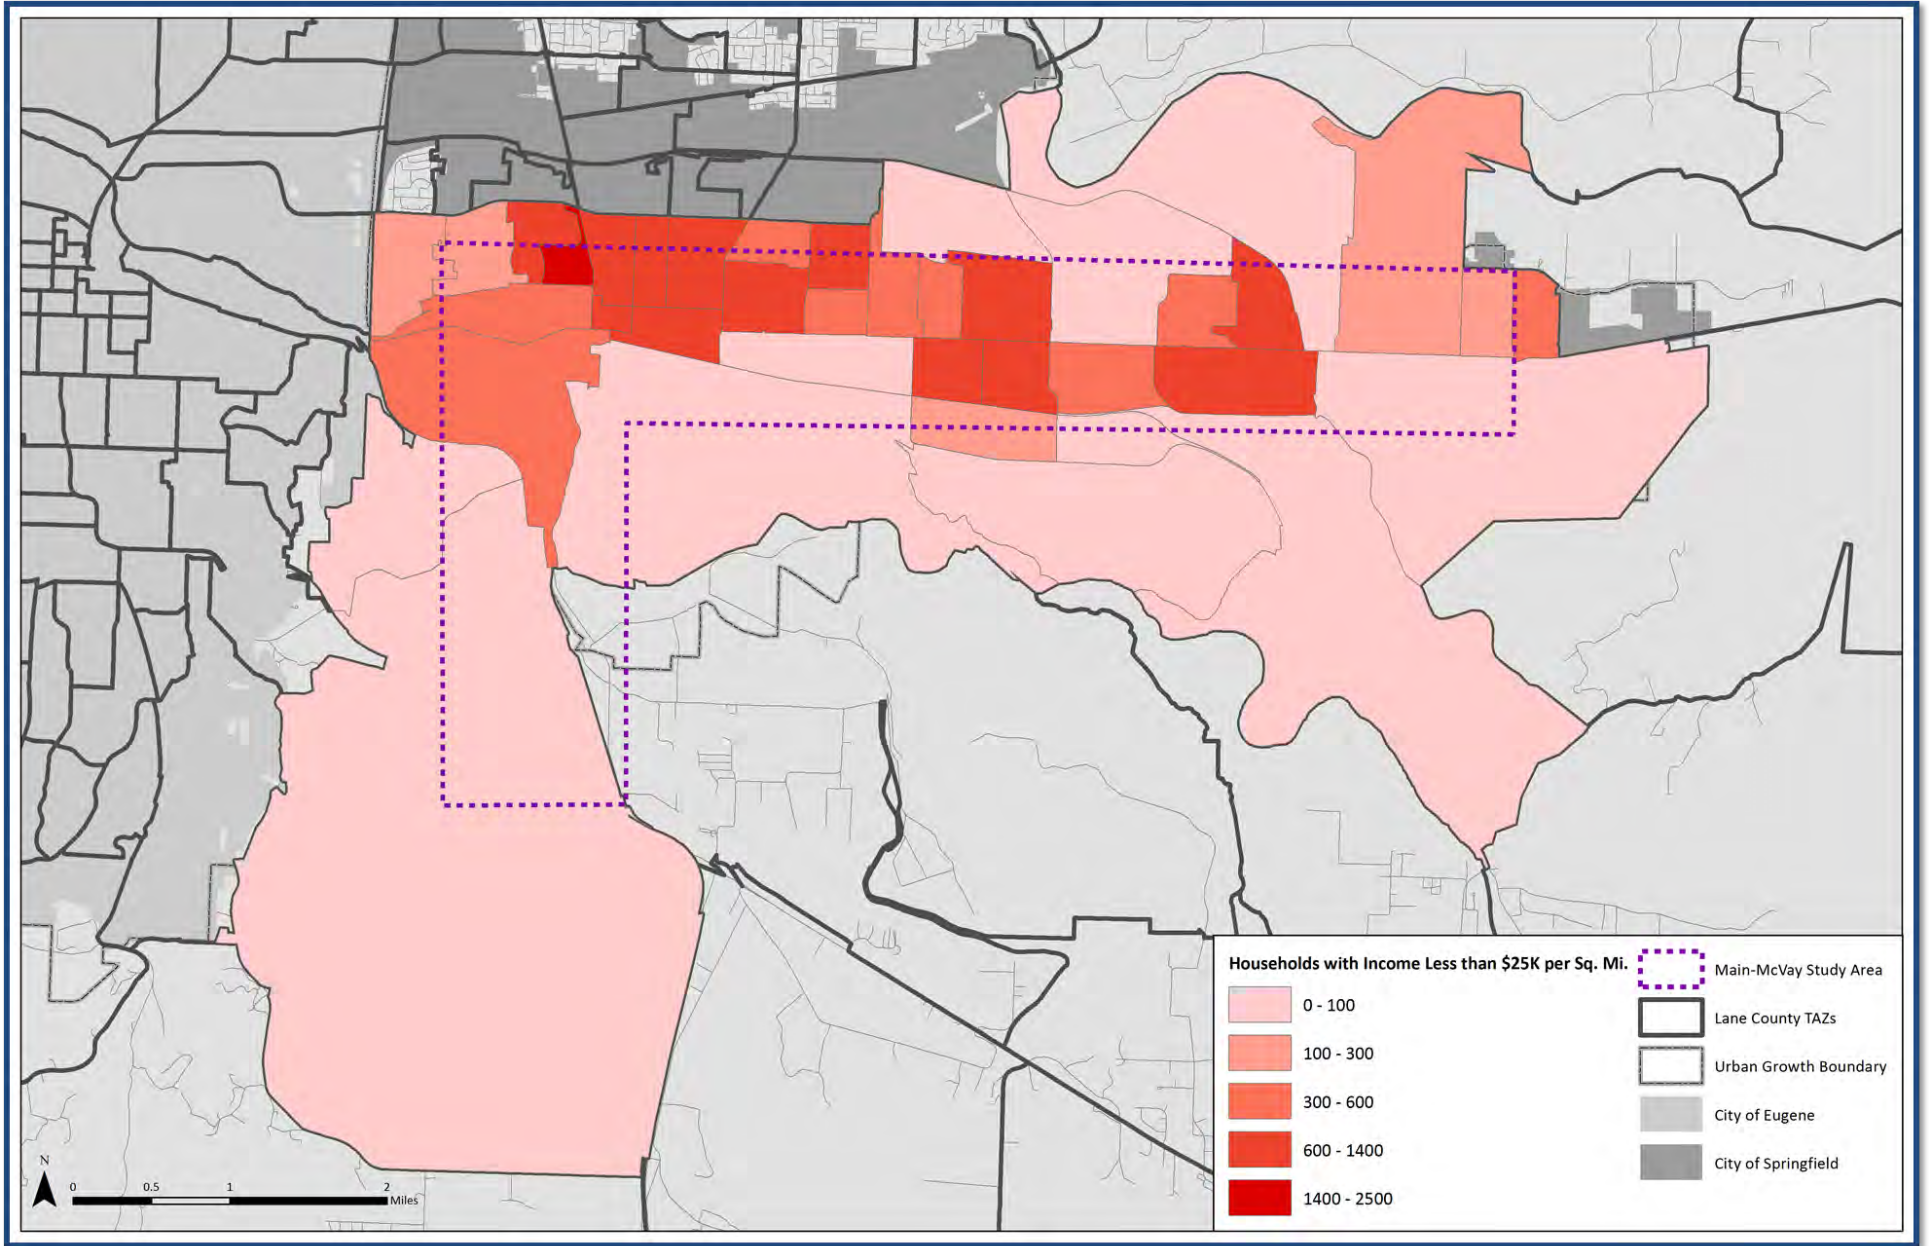 Households with Income Less than $25K per Sq. Mi.
0 - 100
100 - 300
300 - 600
600 - 1400
1400 - 2500
Main-McVay Study Area
Lane County TAZs
Urban Growth Boundary
City of Eugene
City of Springfield
N
0 0.5 1 2
Miles